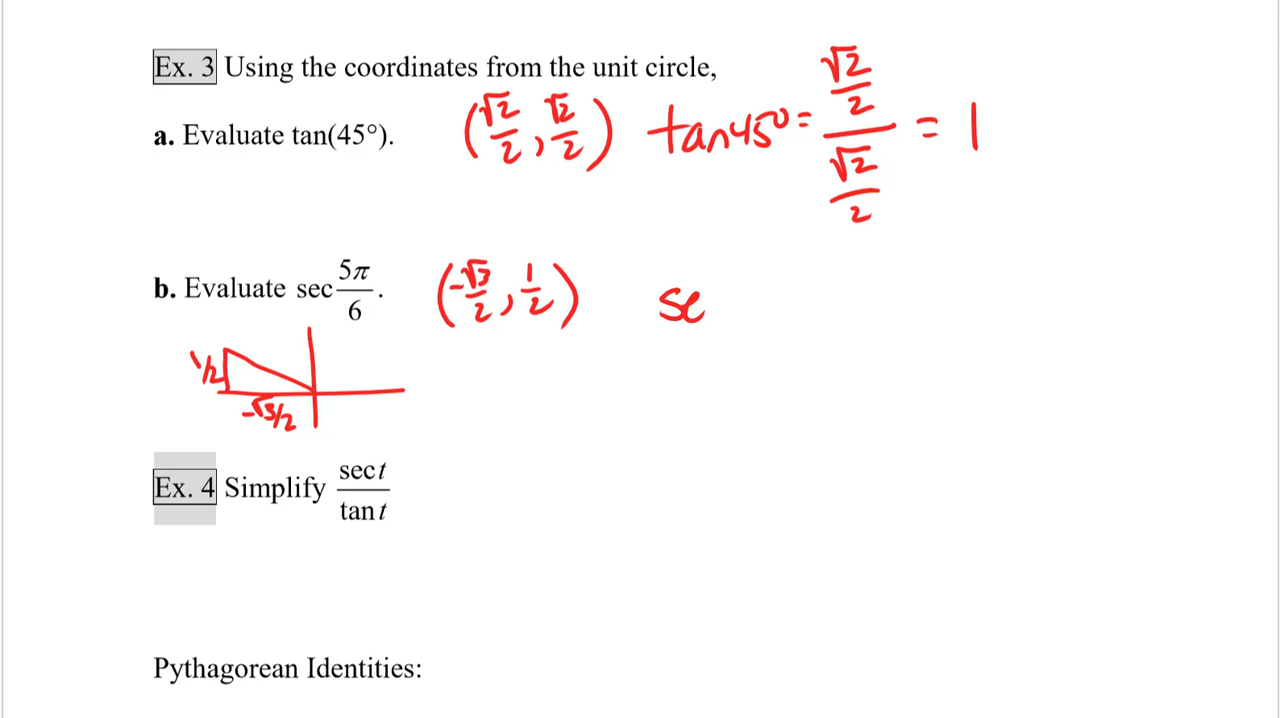 Ex. 3 Using the coordinates from the unit circle,
a. Evaluate tan(45°). (√2/2, √2/2) tan45° = (√2/2)/(√2/2) = 1
b. Evaluate sec 5π/6. (-√3/2, 1/2) se
1/2
-√3/2
Ex. 4 Simplify sec t/tan t
Pythagorean Identities: